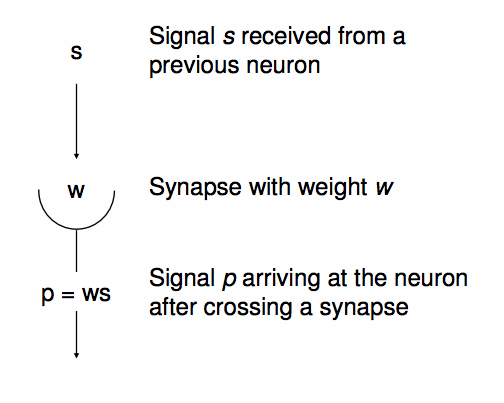 s
Signal s received from a
previous neuron
w
Synapse with weight w
p = ws
Signal p arriving at the neuron
after crossing a synapse